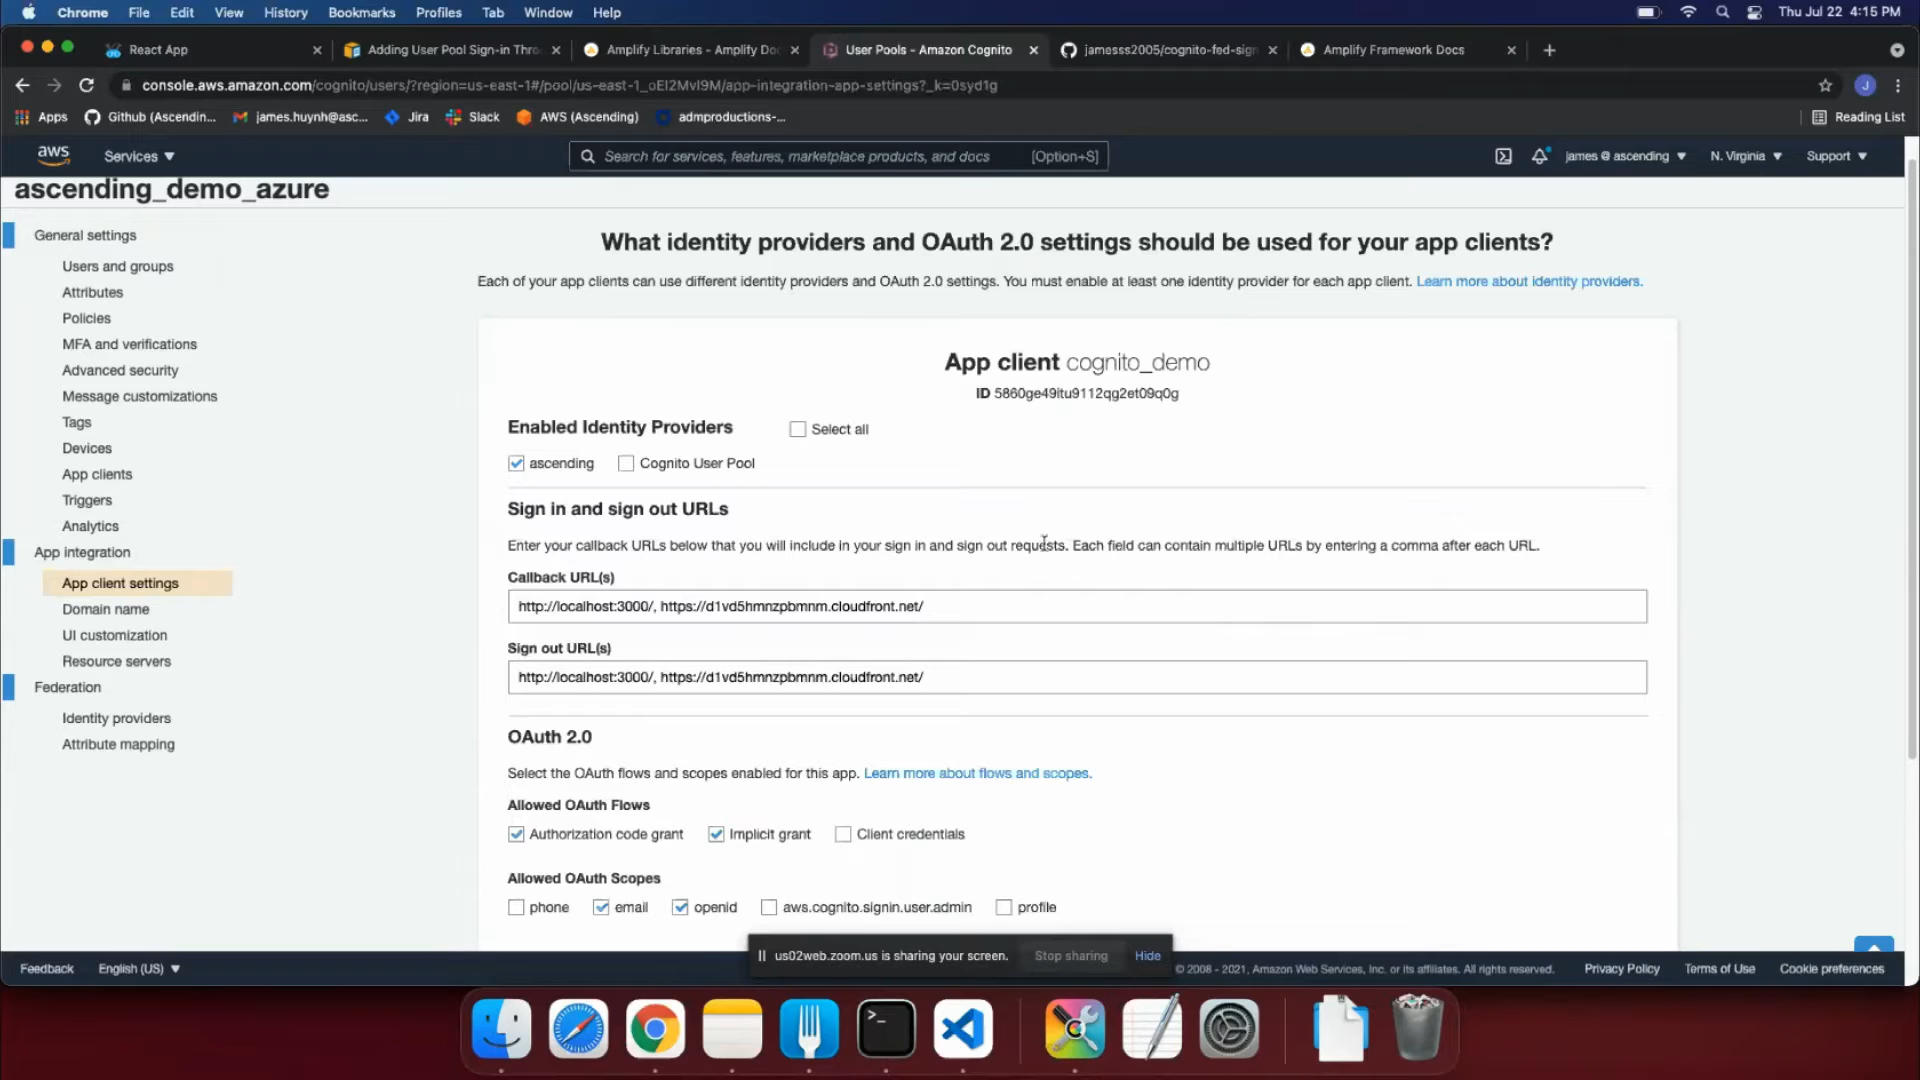 Chrome File Edit View History Bookmarks Profiles Tab Window Help Thu Jul 22 4:15 PM
React App Adding User Pool Sign-in Thro Amplify Libraries - Amplify Do User Pools - Amazon Cognito jamesss2005/cognito-fed-sign Amplify Framework Docs
console.aws.amazon.com/cognito/users/?region=us-east-1#/pool/us-east-1_oEI2MvI9M/app-integration-app-settings?_k=0syd1g
Apps Github (Ascendin... james.huynh@asc... Jira Slack AWS (Ascending) admproductions-... Reading List
aws Services Search for services, features, marketplace products, and docs [Option+S] james @ ascending N. Virginia Support
ascending_demo_azure
General settings
Users and groups
Attributes
Policies
MFA and verifications
Advanced security
Message customizations
Tags
Devices
App clients
Triggers
Analytics
App integration
App client settings
Domain name
UI customization
Resource servers
Federation
Identity providers
Attribute mapping
What identity providers and OAuth 2.0 settings should be used for your app clients?
Each of your app clients can use different identity providers and OAuth 2.0 settings. You must enable at least one identity provider for each app client. Learn more about identity providers.
App client cognito_demo
ID 5860ge49itu9112qg2et09q0g
Enabled Identity Providers Select all
ascending Cognito User Pool
Sign in and sign out URLs
Enter your callback URLs below that you will include in your sign in and sign out requests. Each field can contain multiple URLs by entering a comma after each URL.
Callback URL(s)
http://localhost:3000/, https://d1vd5hmnzpbmnm.cloudfront.net/
Sign out URL(s)
http://localhost:3000/, https://d1vd5hmnzpbmnm.cloudfront.net/
OAuth 2.0
Select the OAuth flows and scopes enabled for this app. Learn more about flows and scopes.
Allowed OAuth Flows
Authorization code grant Implicit grant Client credentials
Allowed OAuth Scopes
phone email openid aws.cognito.signin.user.admin profile
us02web.zoom.us is sharing your screen. Stop sharing Hide
Feedback English (US) © 2008 - 2021, Amazon Web Services, Inc. or its affiliates. All rights reserved. Privacy Policy Terms of Use Cookie preferences